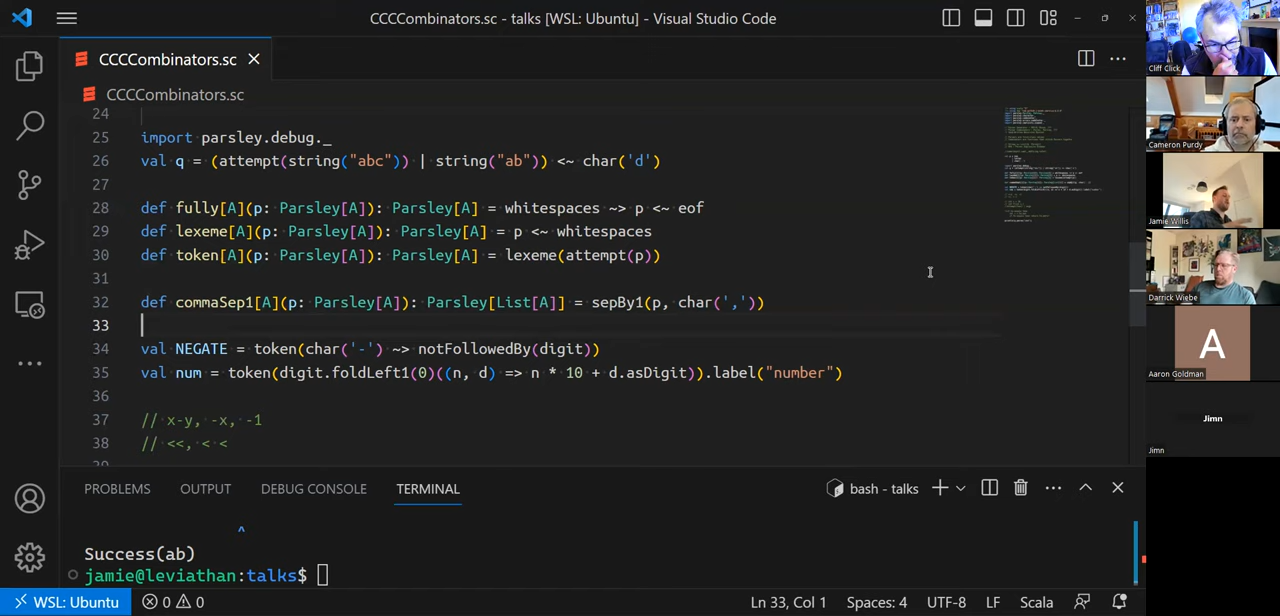 CCCCombinators.sc - talks [WSL: Ubuntu] - Visual Studio Code
CCCCombinators.sc
CCCCombinators.sc
24
25 import parsley.debug._
26 val q = (attempt(string("abc")) | string("ab")) <~ char('d')
27
28 def fully[A](p: Parsley[A]): Parsley[A] = whitespaces ~> p <~ eof
29 def lexeme[A](p: Parsley[A]): Parsley[A] = p <~ whitespaces
30 def token[A](p: Parsley[A]): Parsley[A] = lexeme(attempt(p))
31
32 def commaSep1[A](p: Parsley[A]): Parsley[List[A]] = sepBy1(p, char(','))
33
34 val NEGATE = token(char('-') ~> notFollowedBy(digit))
35 val num = token(digit.foldLeft1(0)((n, d) => n * 10 + d.asDigit)).label("number")
36
37 // x-y, -x, -1
38 // <<, < <
PROBLEMS OUTPUT DEBUG CONSOLE TERMINAL bash - talks
^
Success(ab)
jamie@leviathan:talks$
WSL: Ubuntu 0 0 Ln 33, Col 1 Spaces: 4 UTF-8 LF Scala
Cliff Click
Cameron Purdy
Jamie Willis
Darrick Wiebe
A
Aaron Goldman
Jimn
Jimn